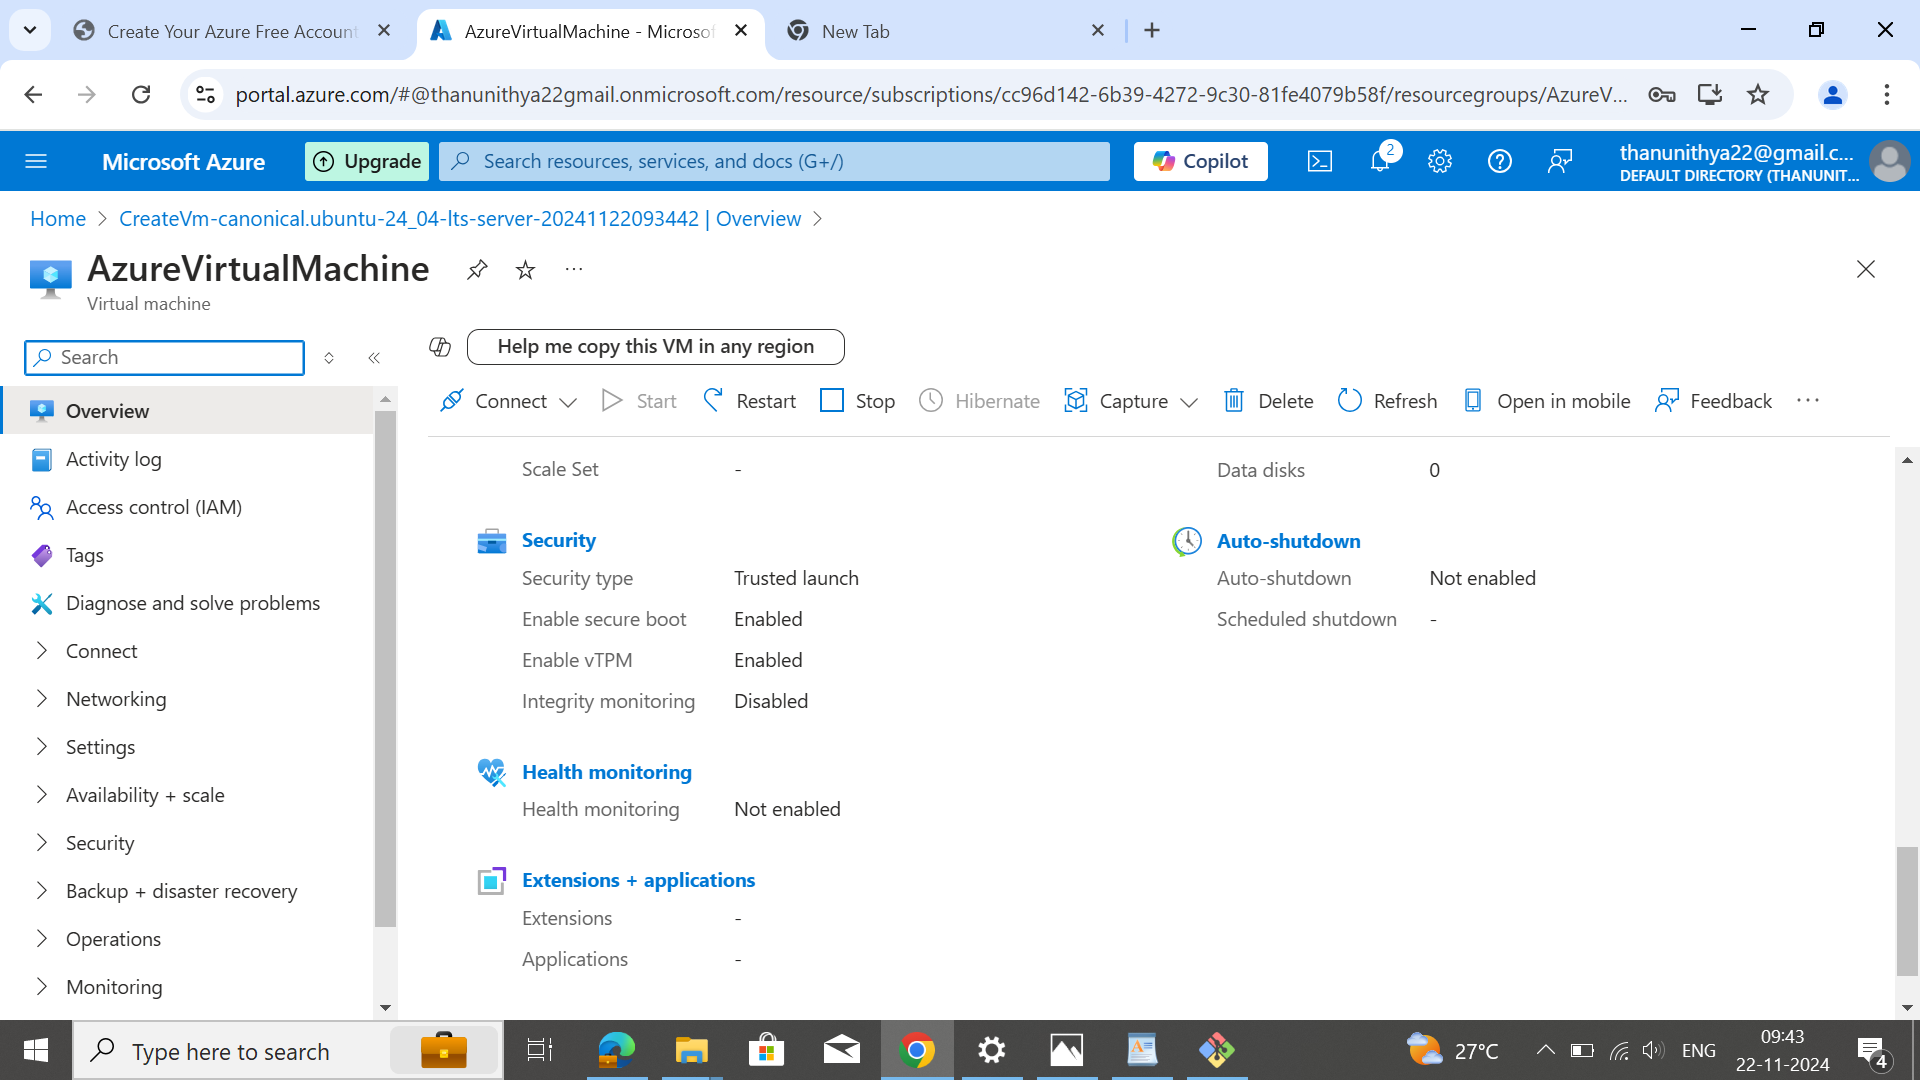 Create Your Azure Free Account
AzureVirtualMachine - Microsof
New Tab
portal.azure.com/#@thanunithya22gmail.onmicrosoft.com/resource/subscriptions/cc96d142-6b39-4272-9c30-81fe4079b58f/resourcegroups/AzureV...
Microsoft Azure
Upgrade
Search resources, services, and docs (G+/)
Copilot
2
thanunithya22@gmail.c...
DEFAULT DIRECTORY (THANUNIT...
Home > CreateVm-canonical.ubuntu-24_04-lts-server-20241122093442 | Overview >
AzureVirtualMachine
Virtual machine
Search
Help me copy this VM in any region
Connect
Start
Restart
Stop
Hibernate
Capture
Delete
Refresh
Open in mobile
Feedback
Overview
Activity log
Access control (IAM)
Tags
Diagnose and solve problems
Connect
Networking
Settings
Availability + scale
Security
Backup + disaster recovery
Operations
Monitoring
Scale Set -
Security
Security type Trusted launch
Enable secure boot Enabled
Enable vTPM Enabled
Integrity monitoring Disabled
Health monitoring
Health monitoring Not enabled
Extensions + applications
Extensions -
Applications -
Data disks 0
Auto-shutdown
Auto-shutdown Not enabled
Scheduled shutdown -
Type here to search
27°C
ENG
09:43
22-11-2024
4